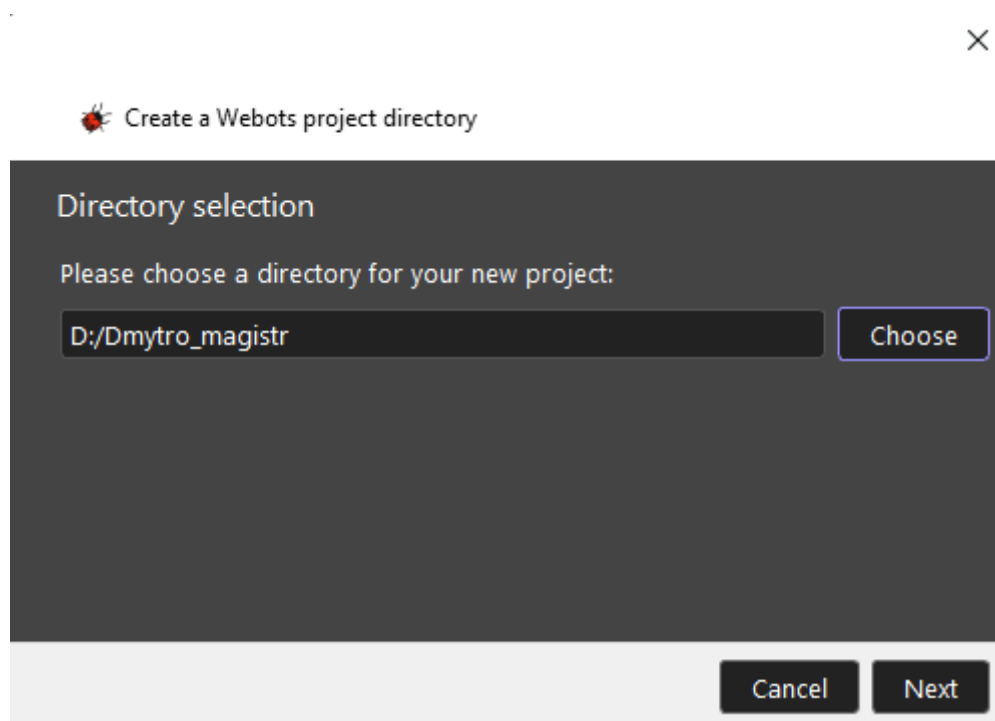 Create a Webots project directory
Directory selection
Please choose a directory for your new project:
D:/Dmytro_magistr
Choose
Cancel
Next